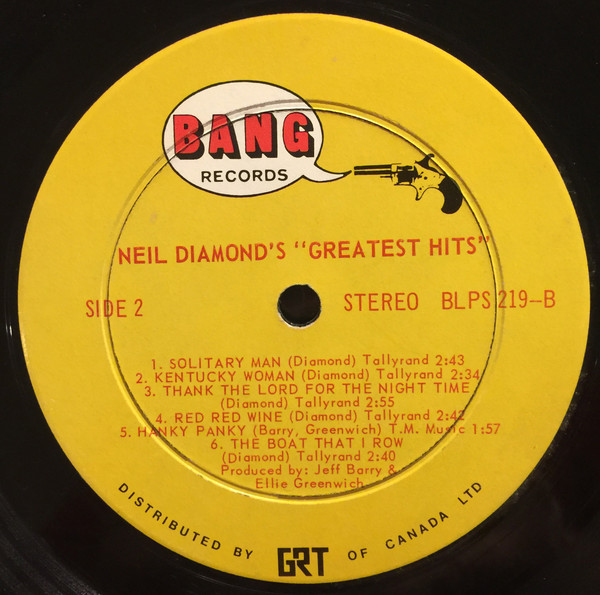 BANG
RECORDS
NEIL DIAMOND'S "GREATEST HITS"
SIDE 2 STEREO BLPS 219-B
1. SOLITARY MAN (Diamond) Tallyrand 2:43
2. KENTUCKY WOMAN (Diamond) Tallyrand 2:34
3. THANK THE LORD FOR THE NIGHT TIME
(Diamond) Tallyrand 2:55
4. RED RED WINE (Diamond) Tallyrand 2:42
5. HANKY PANKY (Barry, Greenwich) T.M. Music 1:57
6. THE BOAT THAT I ROW
(Diamond) Tallyrand 2:40
Produced by: Jeff Barry &
Ellie Greenwich
DISTRIBUTED BY GRT OF CANADA LTD